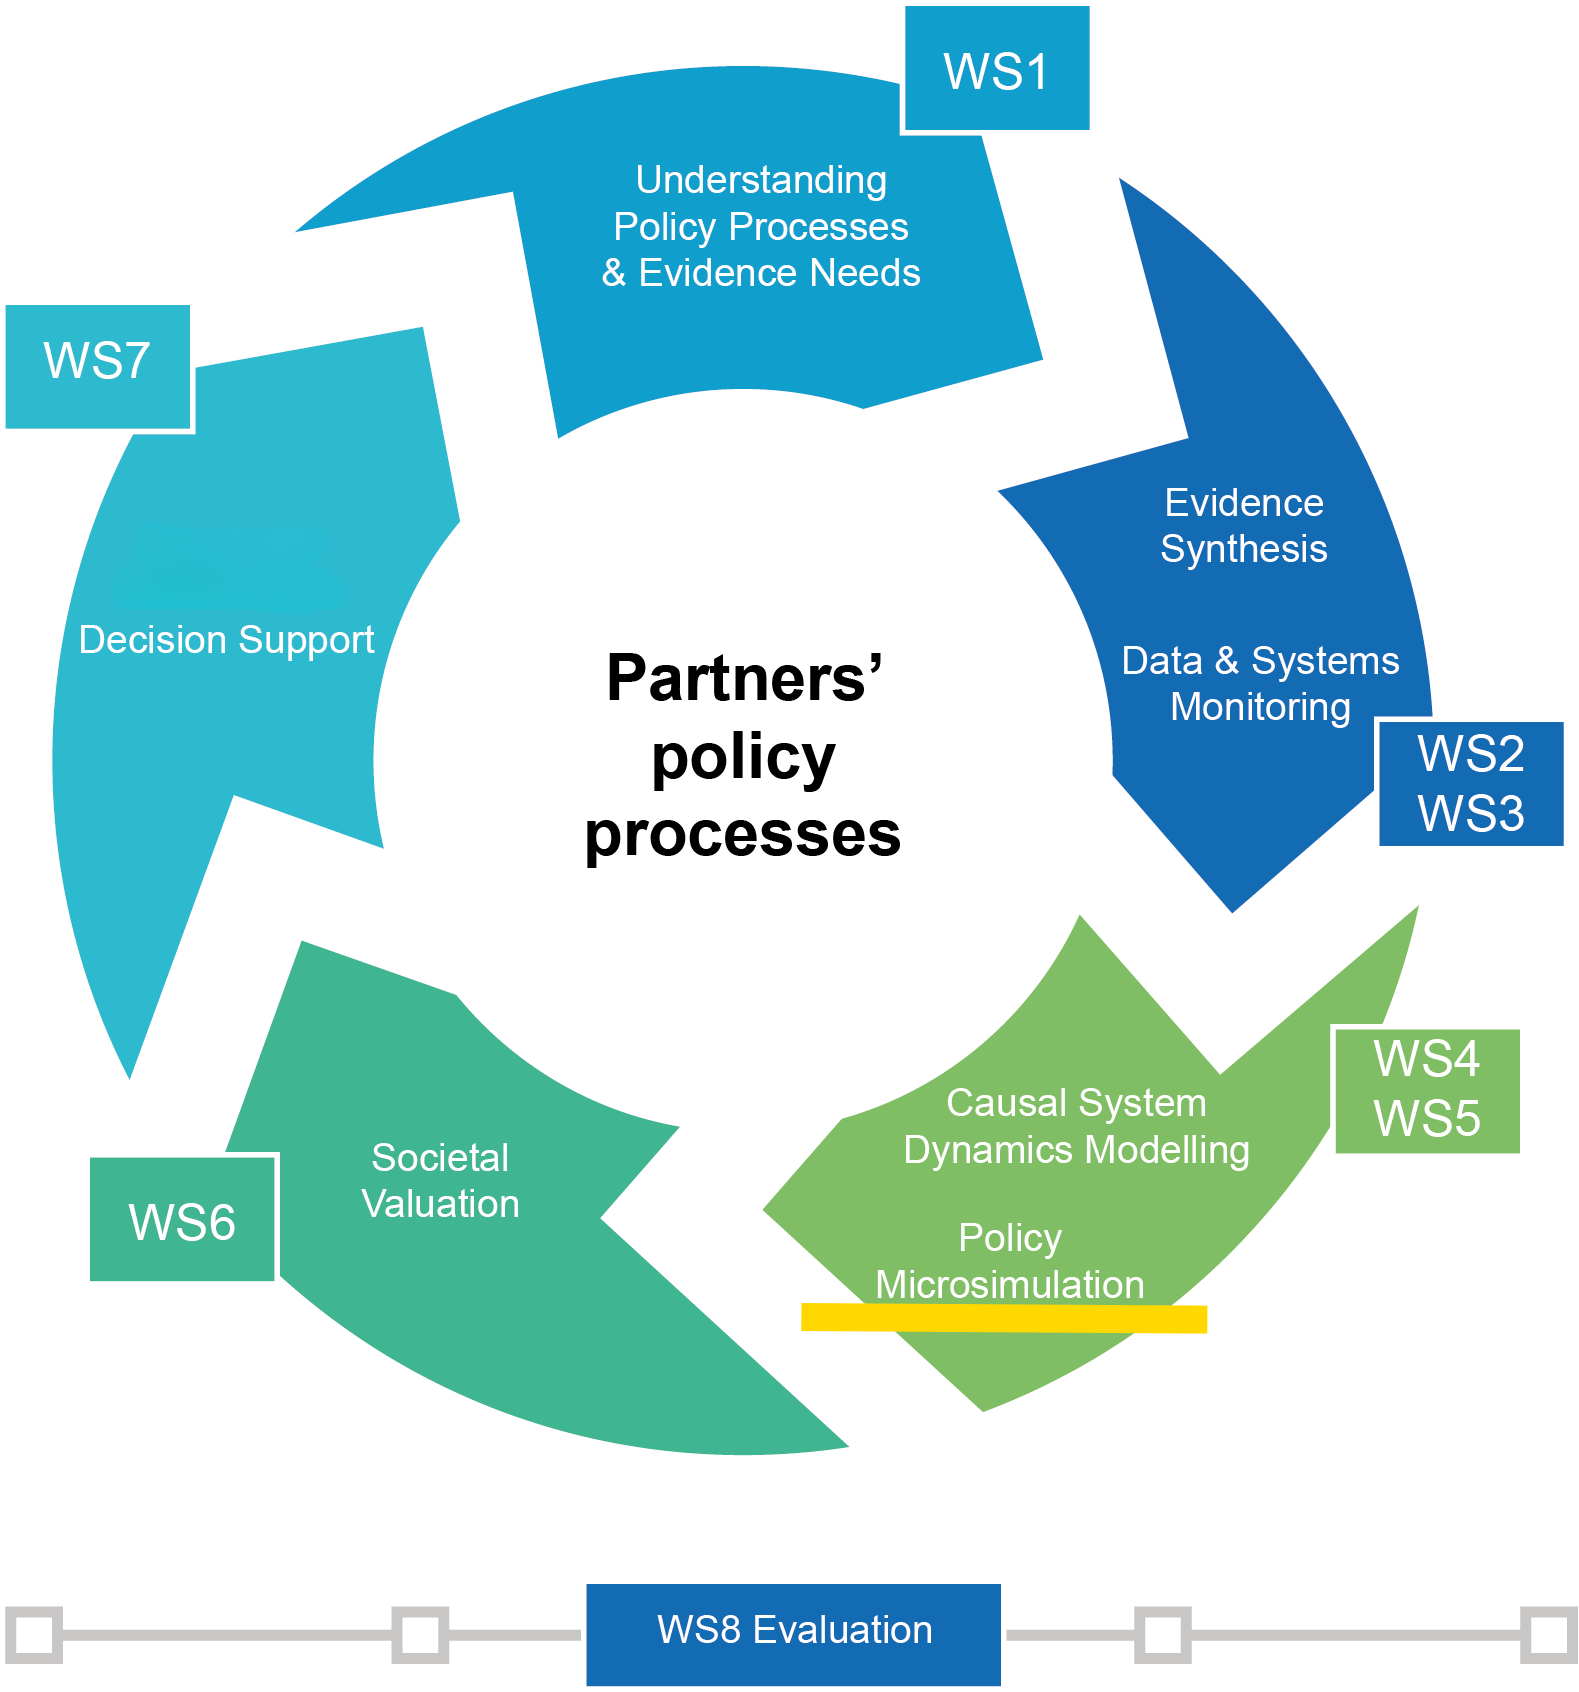 WS1
Understanding
Policy Processes
& Evidence Needs
WS7
Evidence
Synthesis
Data & Systems
Monitoring
WS2
WS3
Decision Support
Partners’
policy
processes
Causal System
Dynamics Modelling
Policy
Microsimulation
WS4
WS5
Societal
Valuation
WS6
WS8 Evaluation